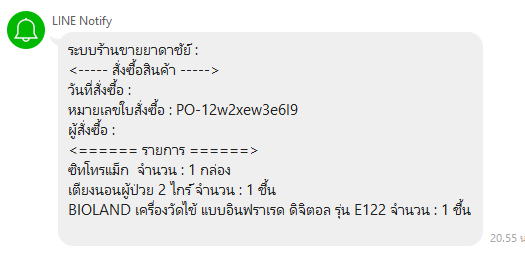 LINE Notify
ระบบร้านขายยาดาชัย์ :
<----- สั่งซื้อสินค้า ----->
วันที่สั่งซื้อ :
หมายเลขใบสั่งซื้อ : PO-12w2xew3e6l9
ผู้สั่งซื้อ :
<====== รายการ ======>
ซิทโทรแม็ก จำนวน : 1 กล่อง
เตียงนอนผู้ป่วย 2 ไกร์ จำนวน : 1 ชิ้น
BIOLAND เครื่องวัดไข้ แบบอินฟราเรด ดิจิตอล รุ่น E122 จำนวน : 1 ชิ้น
20.55 น